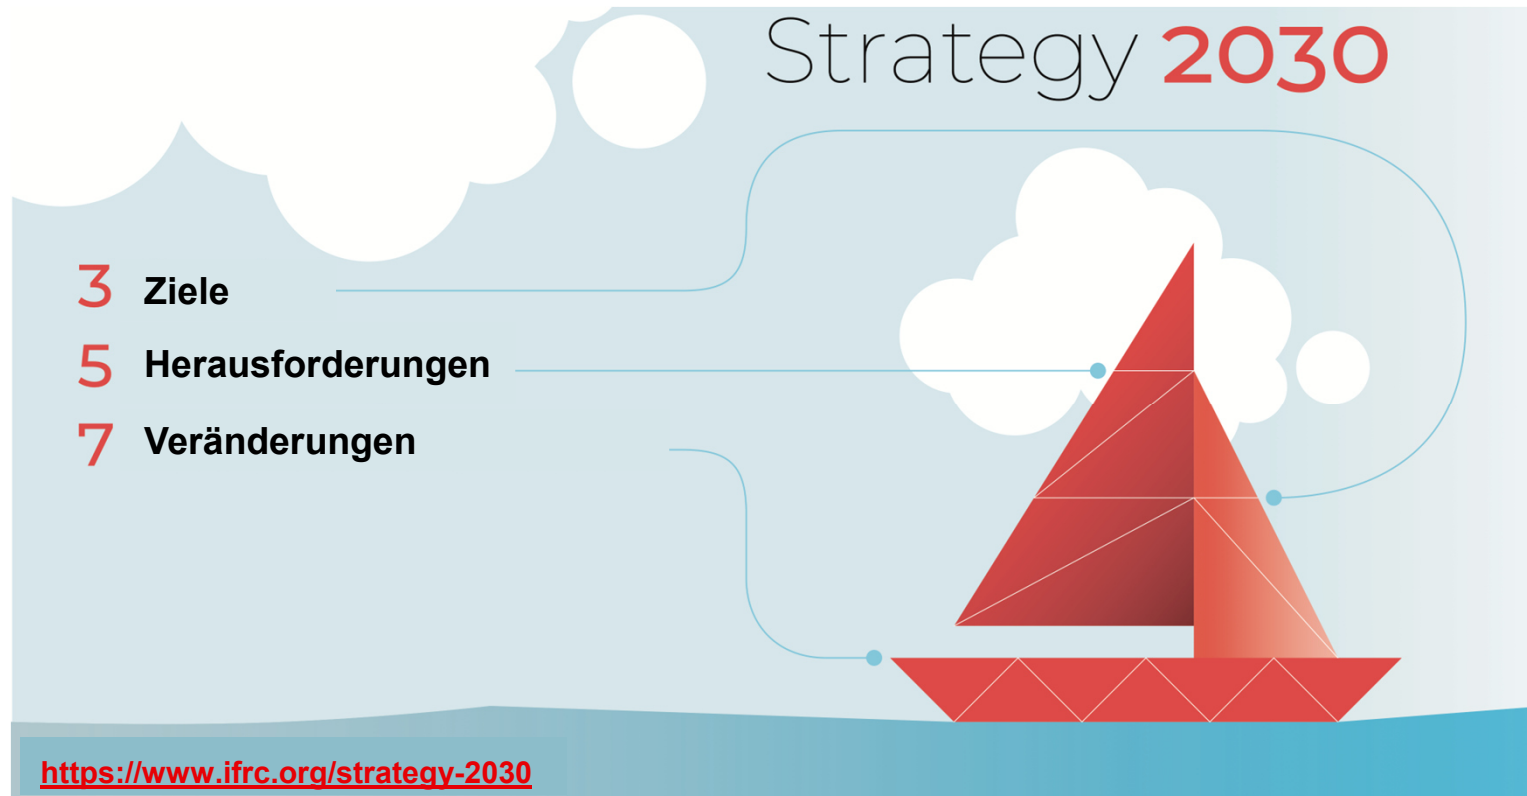 Strategy 2030
3 Ziele
5 Herausforderungen
7 Veränderungen
https://www.ifrc.org/strategy-2030